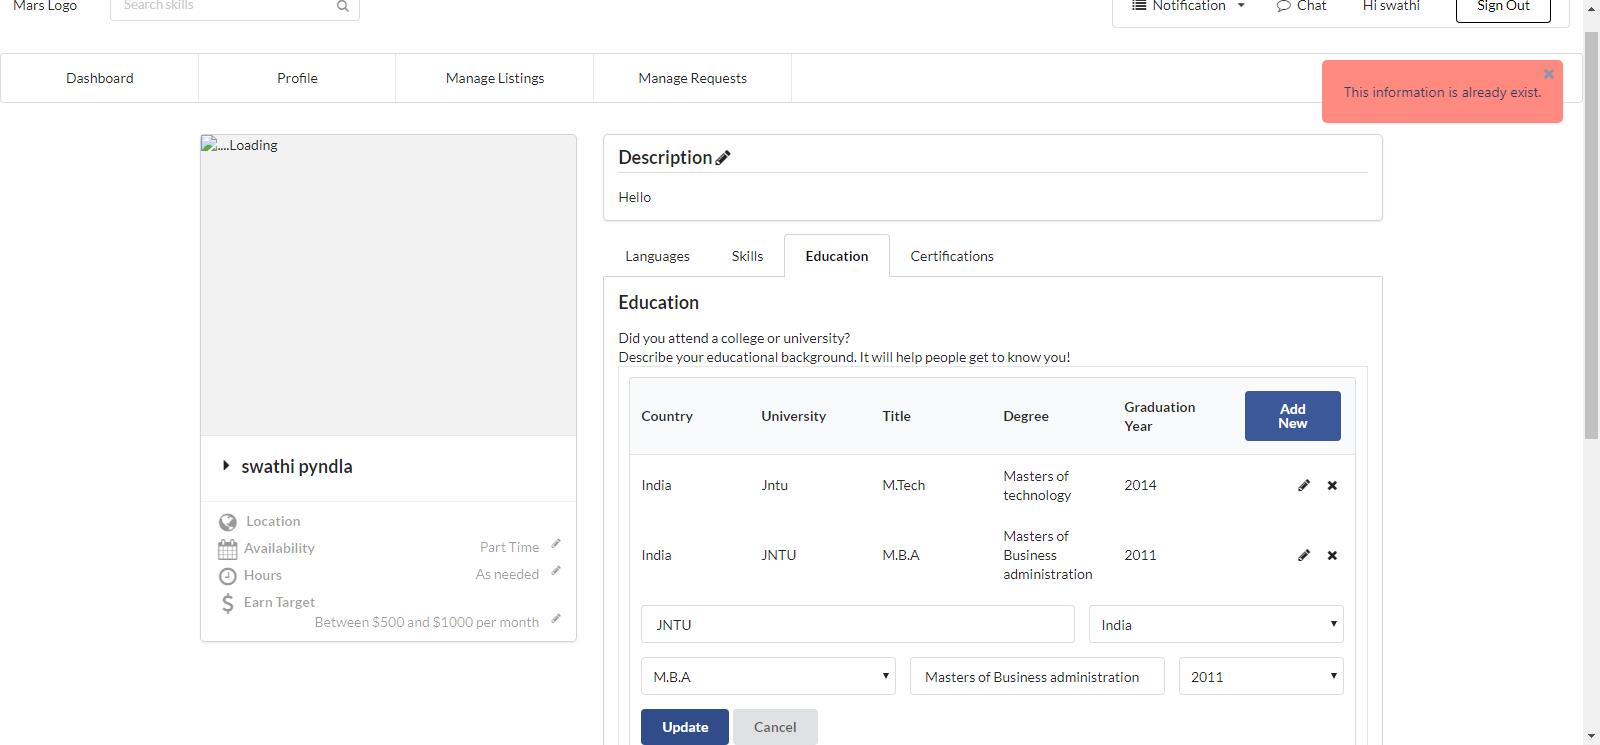 Mars Logo
Search skills
Notification
Chat
Hi swathi
Sign Out
Dashboard
Profile
Manage Listings
Manage Requests
This information is already exist.
....Loading
Description
Hello
Languages
Skills
Education
Certifications
Education
Did you attend a college or university?
Describe your educational background. It will help people get to know you!
Country
University
Title
Degree
Graduation
Year
Add
New
India
Jntu
M.Tech
Masters of
technology
2014
India
JNTU
M.B.A
Masters of
Business
administration
2011
JNTU
India
M.B.A
Masters of Business administration
2011
Update
Cancel
swathi pyndla
Location
Availability
Part Time
Hours
As needed
Earn Target
Between $500 and $1000 per month